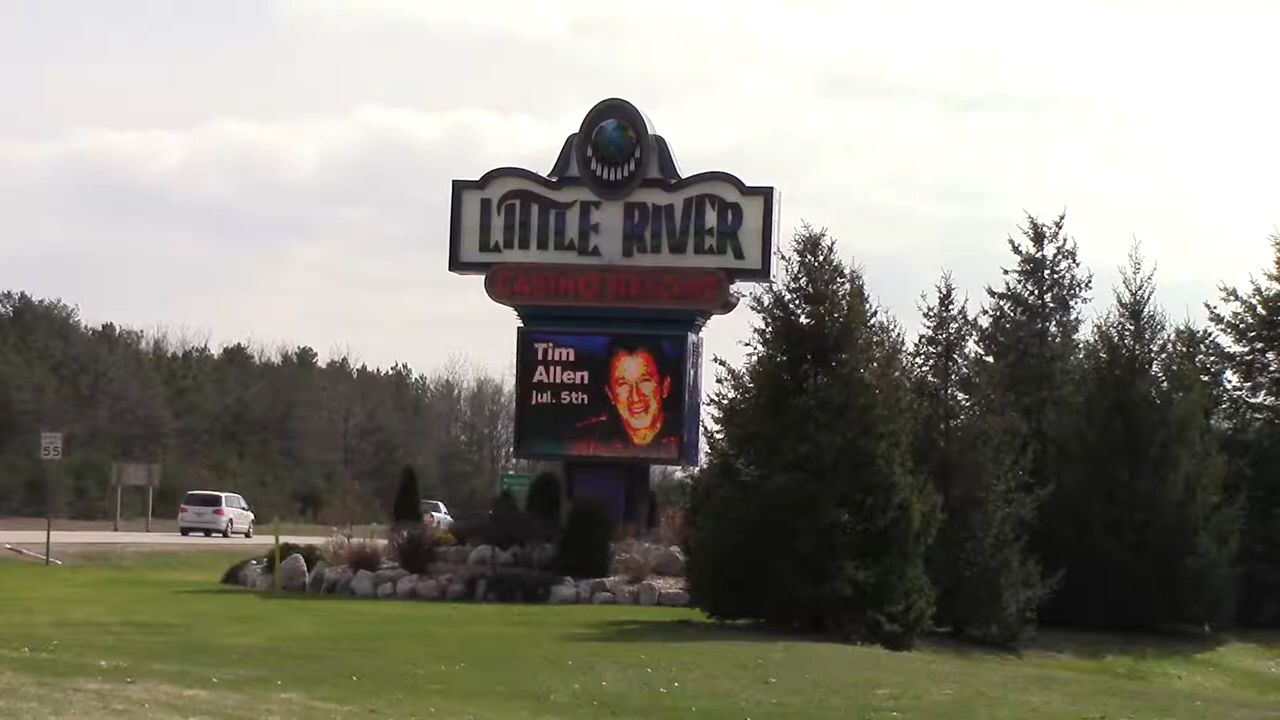 LITTLE RIVER
CASINO RESORT
Tim
Allen
Jul. 5th
55